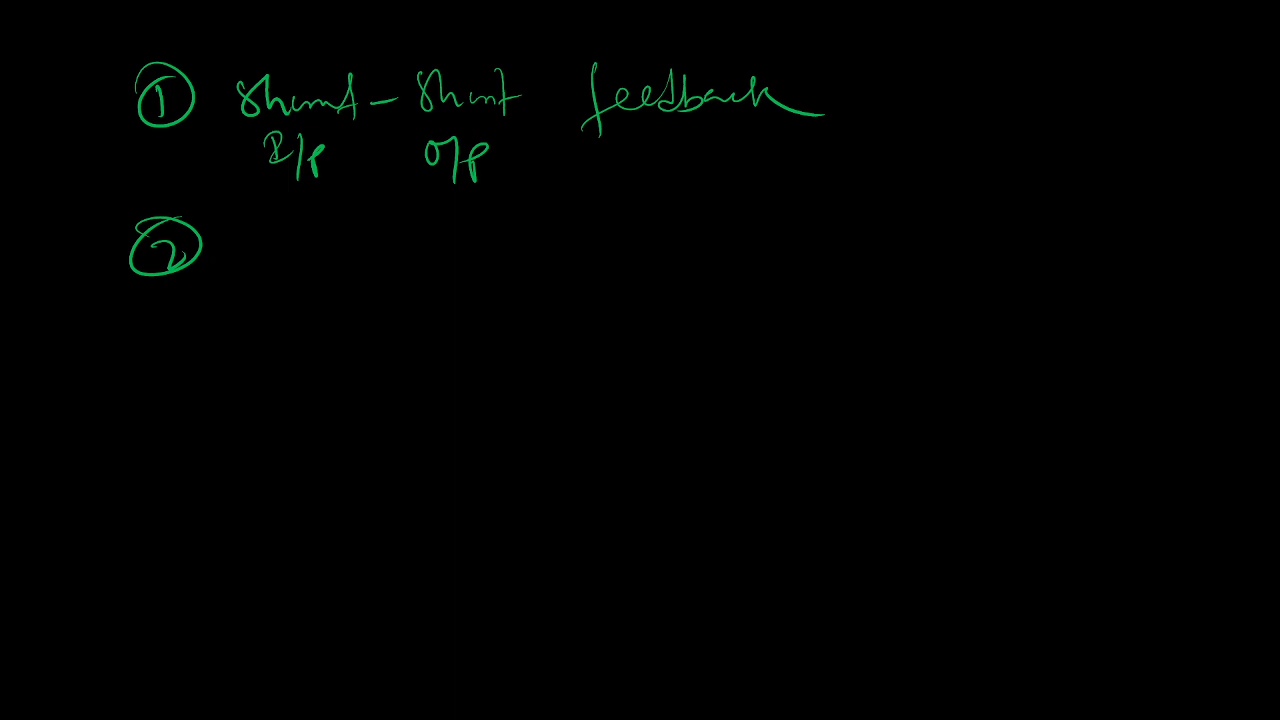 ① Shunt - Shunt feedback
I/p O/p
②